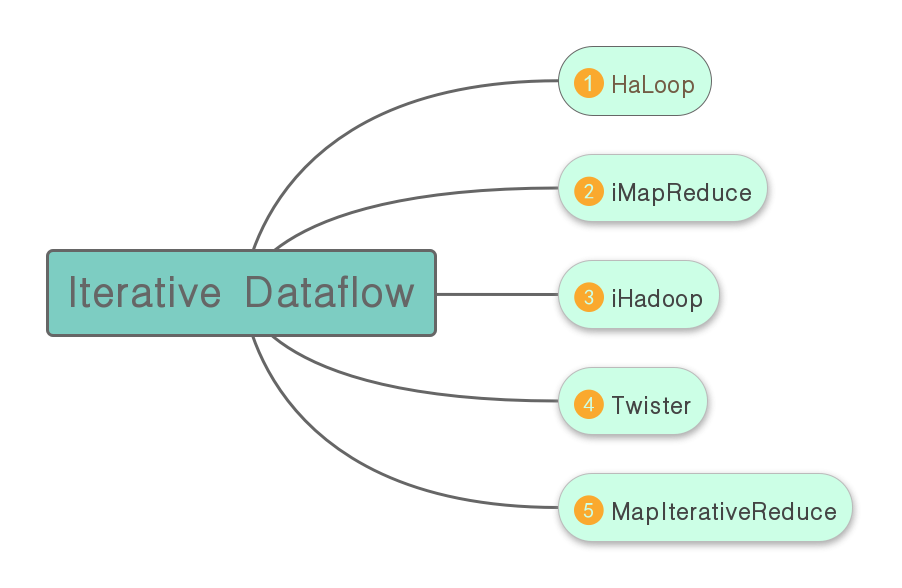 Iterative Dataflow
1 HaLoop
2 iMapReduce
3 iHadoop
4 Twister
5 MapIterativeReduce